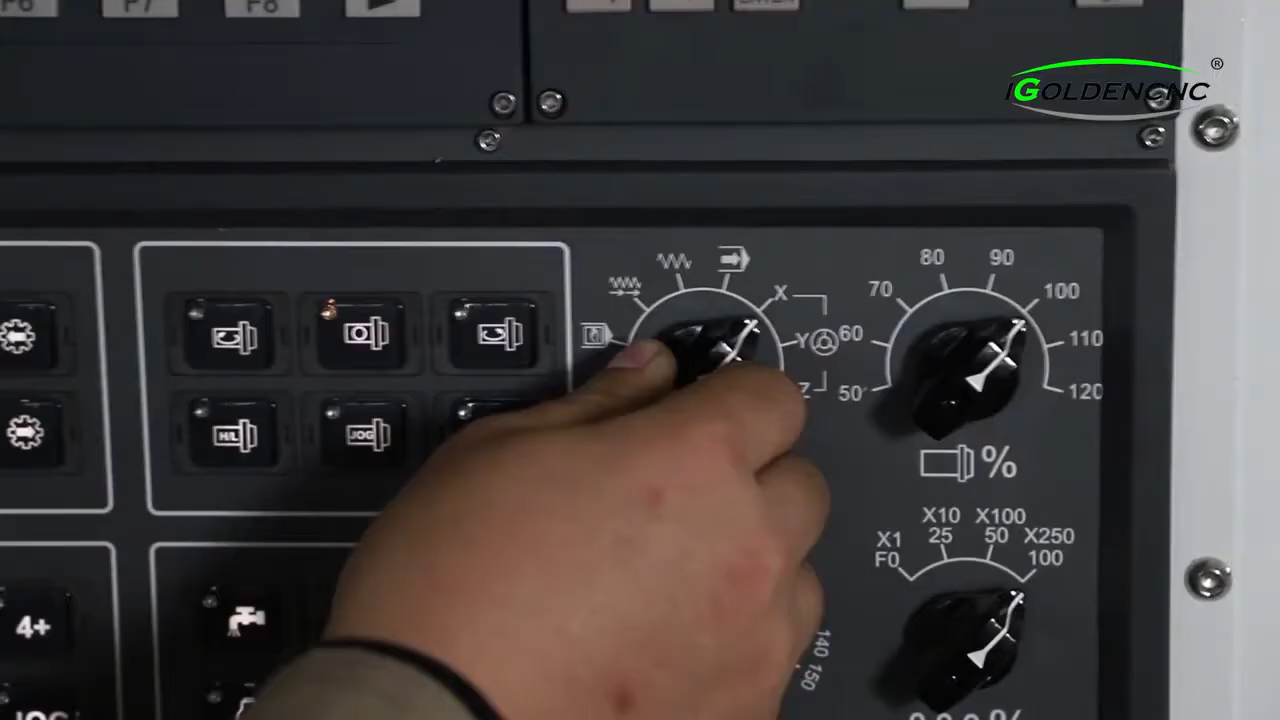 F6 F7 F8
iGOLDENCNC ®
X
Y
Z
50 60 70 80 90 100 110 120
%
H/L JOG
X1 X10 X100 X250
F0 25 50 100
4+
140 150
JOG
%